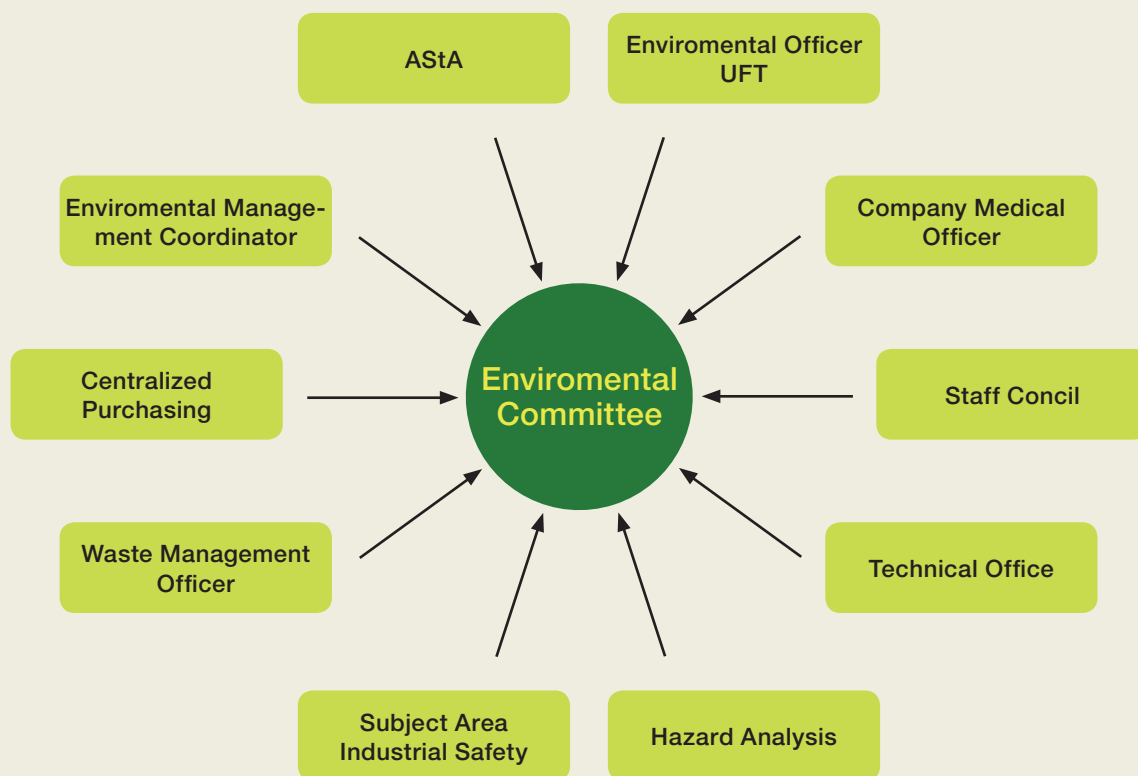 AStA
Enviromental Officer
UFT
Enviromental Manage-
ment Coordinator
Company Medical
Officer
Centralized
Purchasing
Enviromental
Committee
Staff Concil
Waste Management
Officer
Technical Office
Subject Area
Industrial Safety
Hazard Analysis